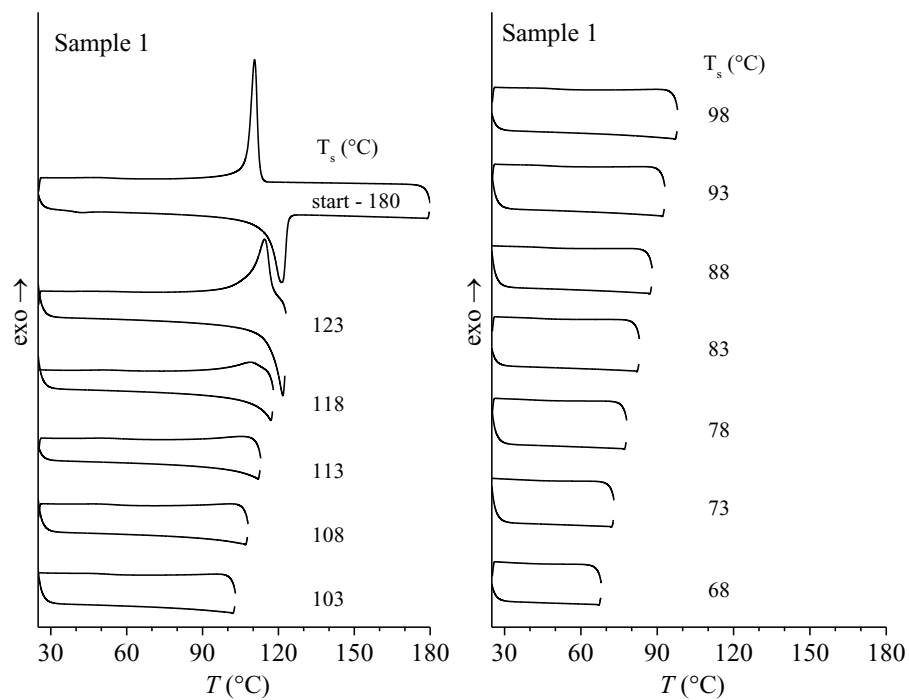 Sample 1
T_s (°C)
start - 180
123
118
113
108
103
exo →
30 60 90 120 150 180
T (°C)
Sample 1
T_s (°C)
98
93
88
83
78
73
68
exo →
30 60 90 120 150 180
T (°C)